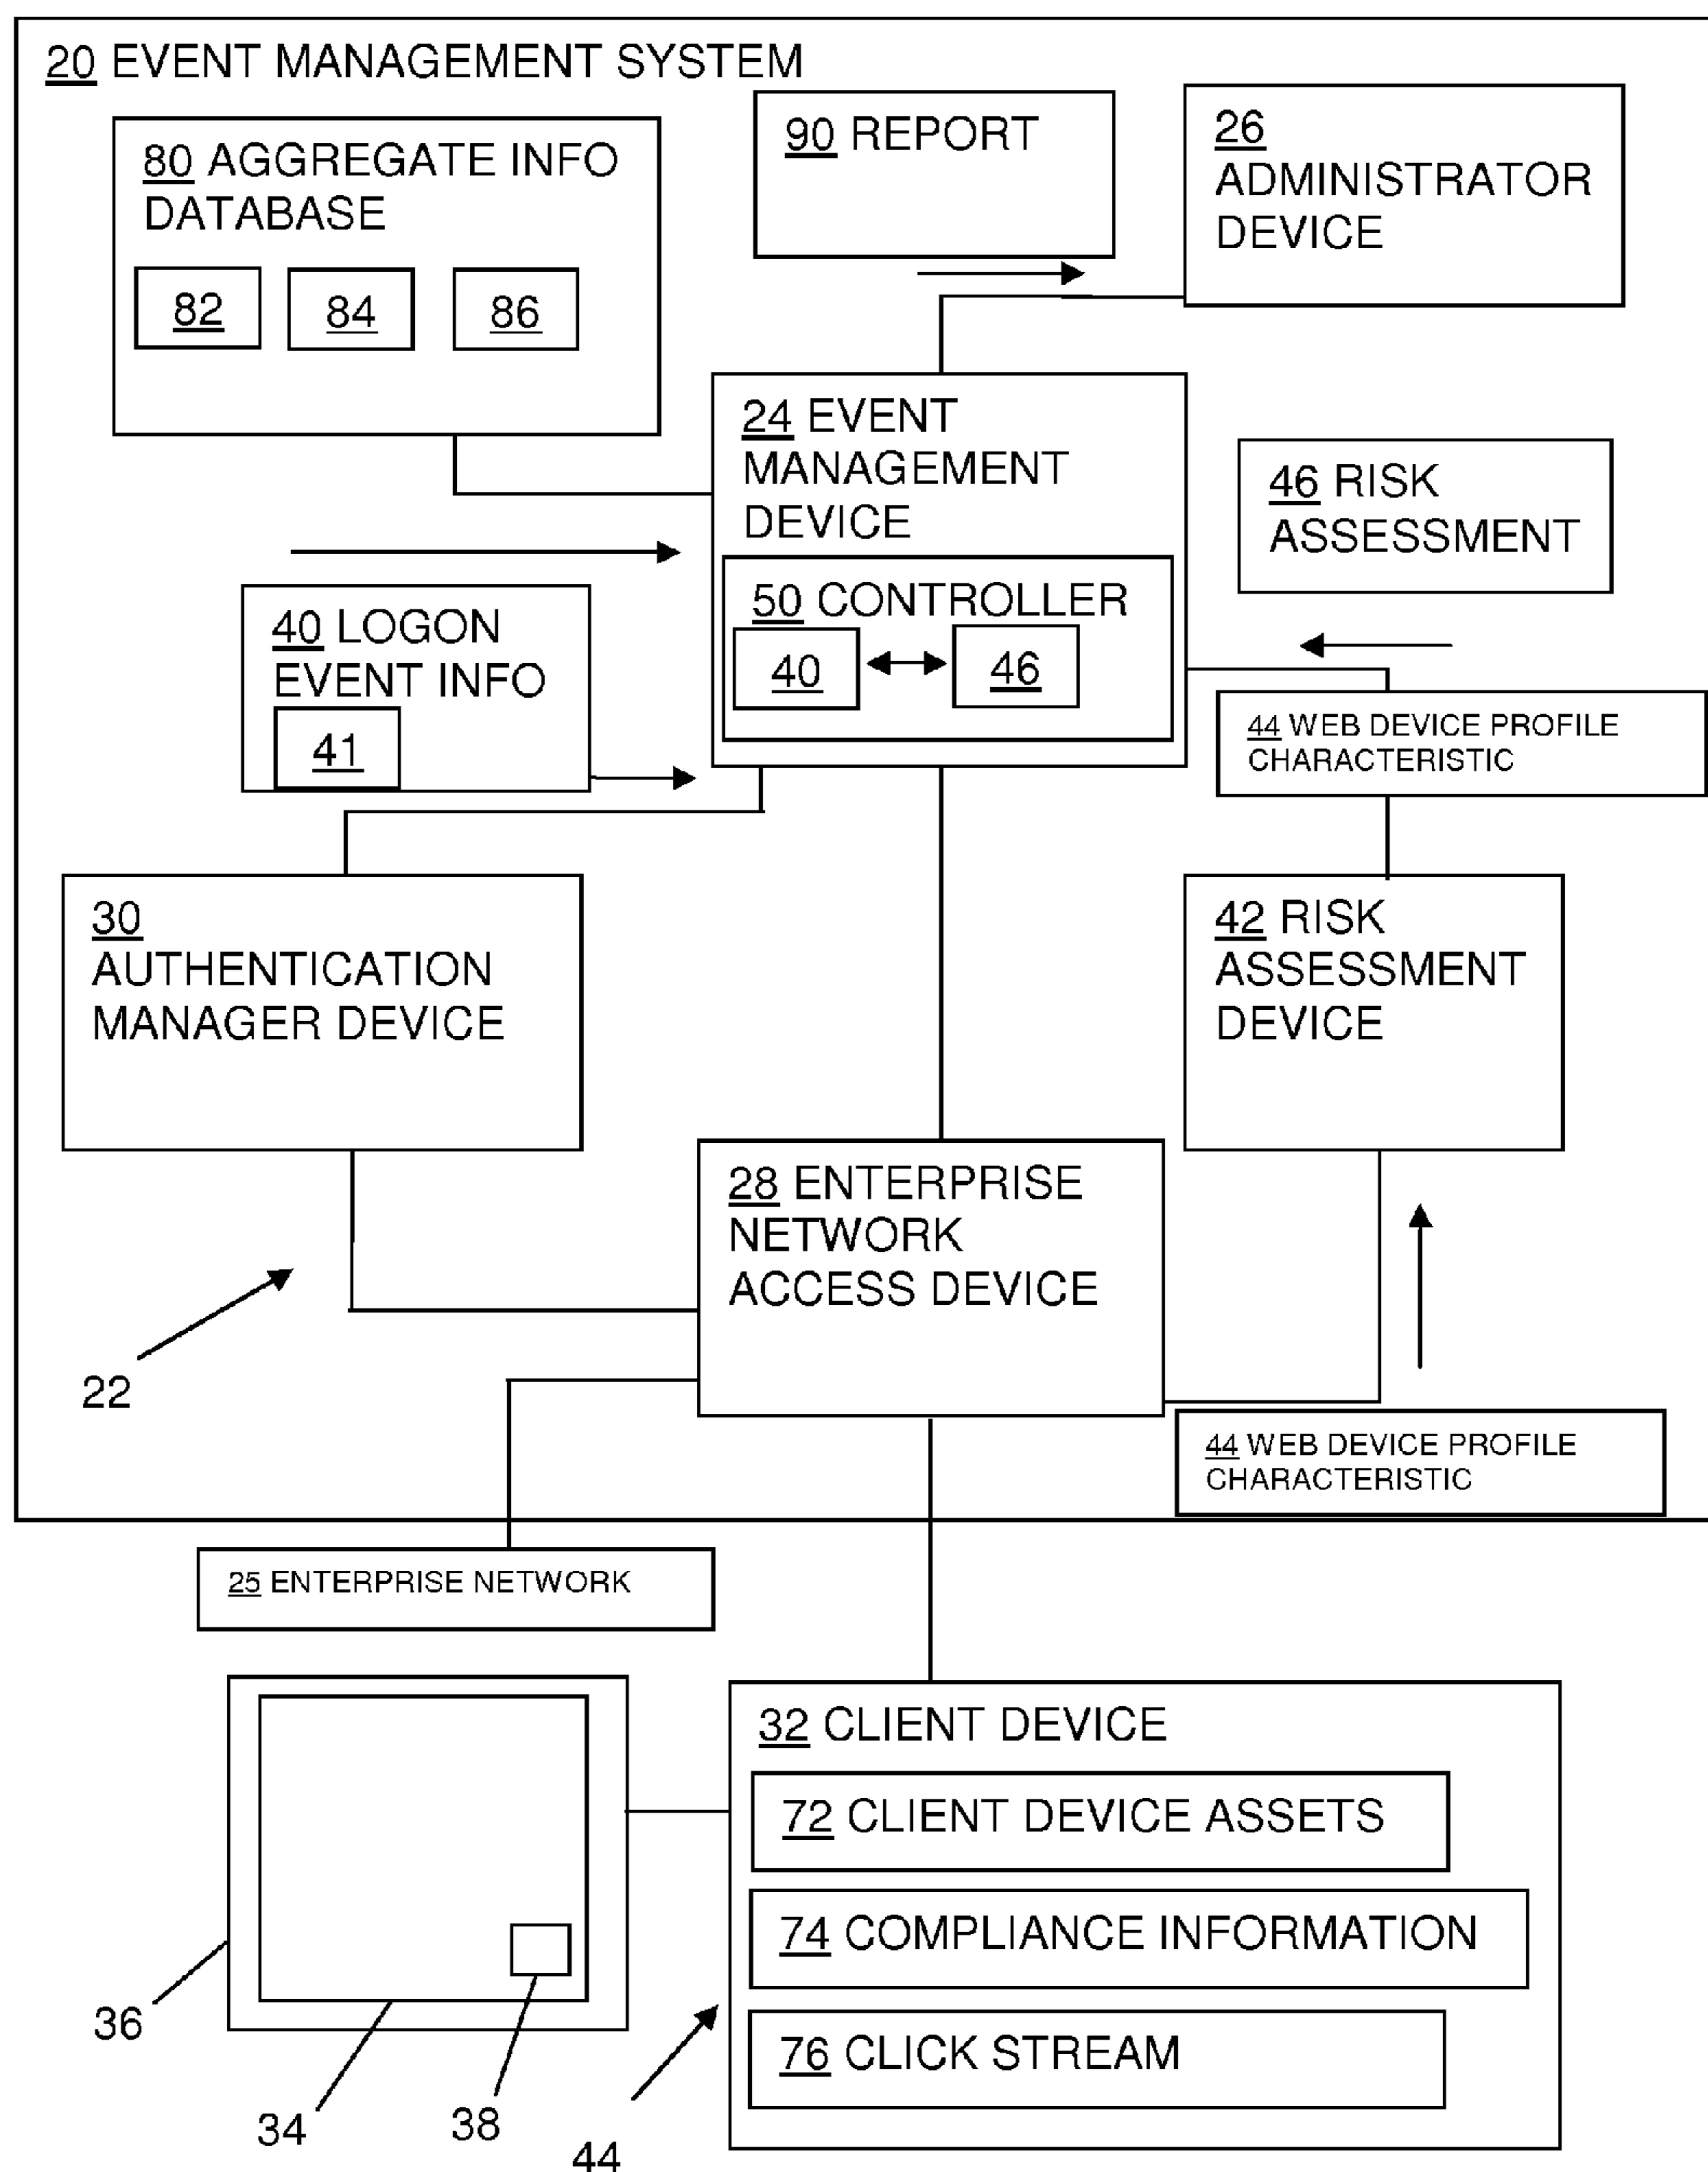 20 EVENT MANAGEMENT SYSTEM
80 AGGREGATE INFO
DATABASE
82
84
86
90 REPORT
26
ADMINISTRATOR
DEVICE
24 EVENT
MANAGEMENT
DEVICE
50 CONTROLLER
40
46
46 RISK
ASSESSMENT
40 LOGON
EVENT INFO
41
44 WEB DEVICE PROFILE
CHARACTERISTIC
30
AUTHENTICATION
MANAGER DEVICE
42 RISK
ASSESSMENT
DEVICE
28 ENTERPRISE
NETWORK
ACCESS DEVICE
22
44 WEB DEVICE PROFILE
CHARACTERISTIC
25 ENTERPRISE NETWORK
32 CLIENT DEVICE
72 CLIENT DEVICE ASSETS
74 COMPLIANCE INFORMATION
76 CLICK STREAM
36
34
38
44